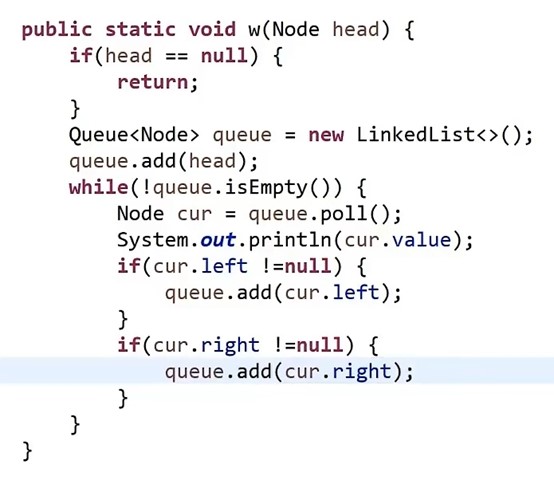 public static void w(Node head) {
    if(head == null) {
        return;
    }
    Queue<Node> queue = new LinkedList<>();
    queue.add(head);
    while(!queue.isEmpty()) {
        Node cur = queue.poll();
        System.out.println(cur.value);
        if(cur.left !=null) {
            queue.add(cur.left);
        }
        if(cur.right !=null) {
            queue.add(cur.right);
        }
    }
}